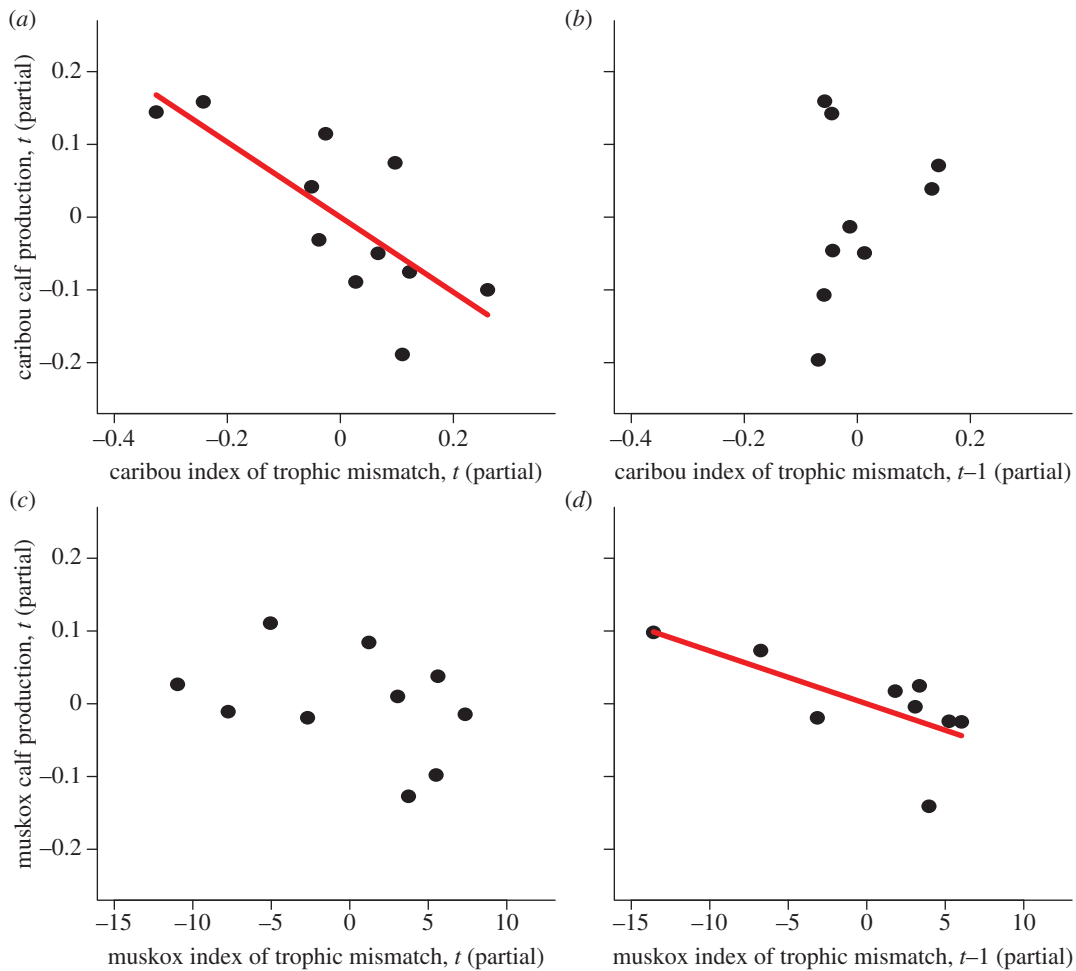 (a)
(b)
caribou calf production, t (partial)
0.2
0.1
0
–0.1
–0.2
–0.4 –0.2 0 0.2
–0.4 –0.2 0 0.2
caribou index of trophic mismatch, t (partial)
caribou index of trophic mismatch, t–1 (partial)
(c)
(d)
muskox calf production, t (partial)
0.2
0.1
0
–0.1
–0.2
–15 –10 –5 0 5 10
–15 –10 –5 0 5 10
muskox index of trophic mismatch, t (partial)
muskox index of trophic mismatch, t–1 (partial)